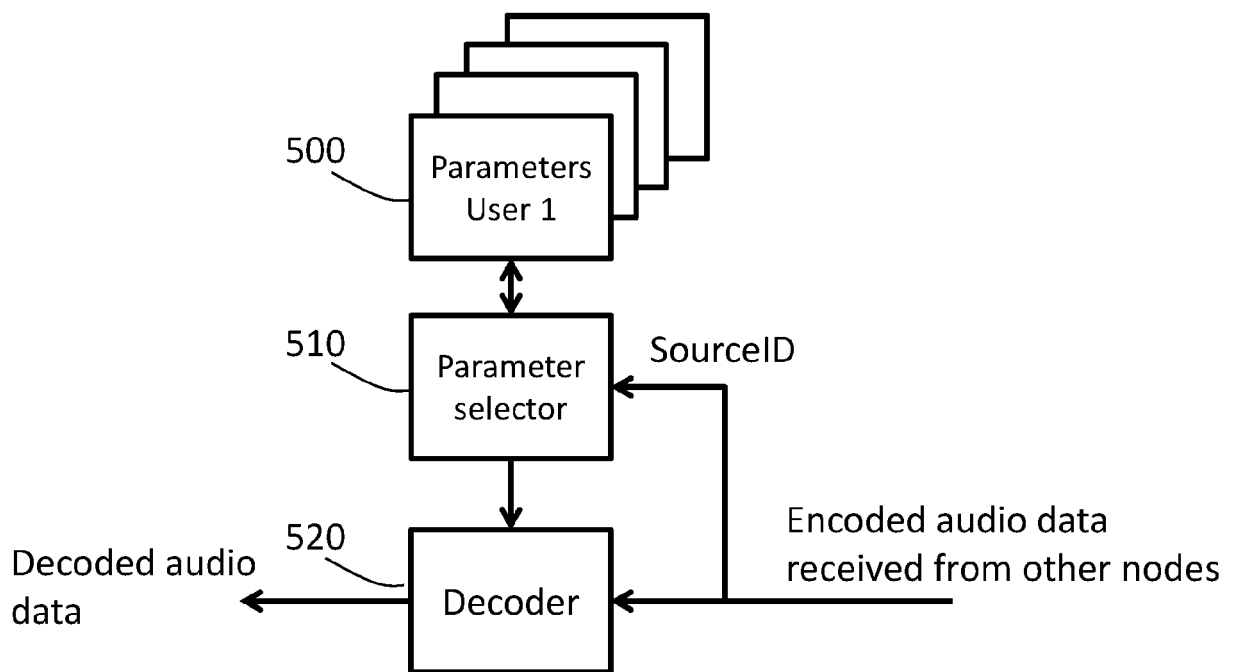 500
Parameters
User 1
510
Parameter
selector
SourceID
520
Decoder
Encoded audio data
received from other nodes
Decoded audio
data